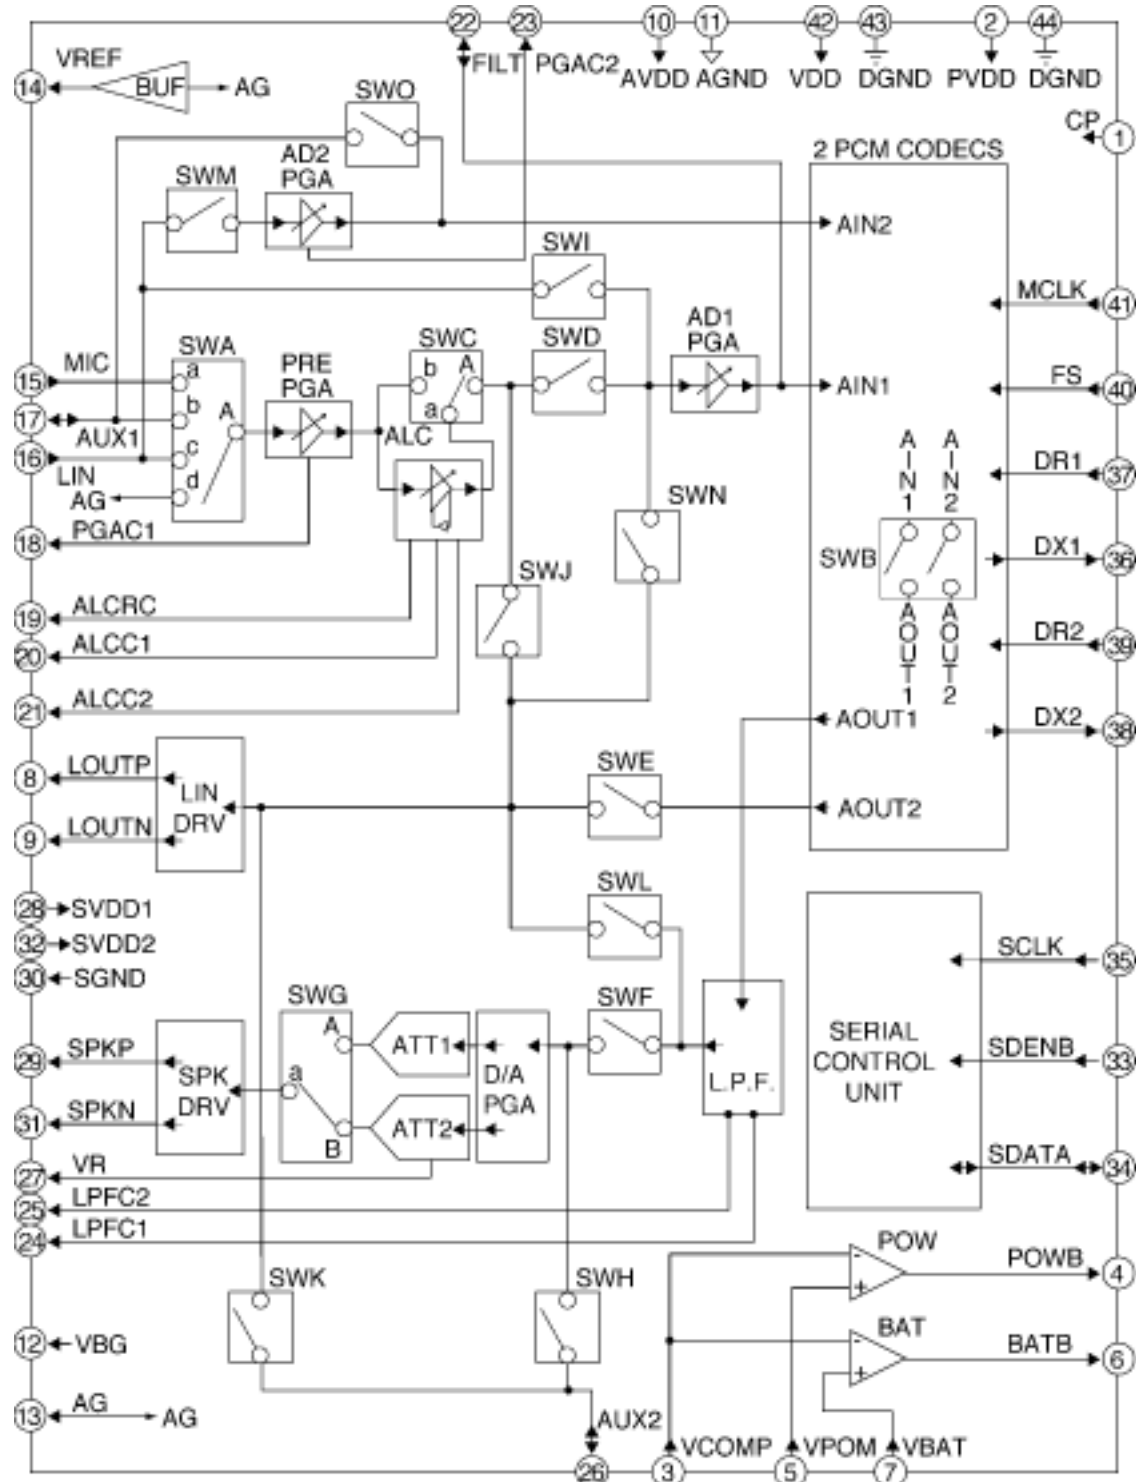 22 23 10 11 42 43 2 44
FILT PGAC2 AVDD AGND VDD DGND PVDD DGND
VREF
14 BUF AG
SWO
CP
1
2 PCM CODECS
AD2
PGA
SWM
AIN2
SWI
MCLK 41
AD1
PGA
SWC SWD
SWA
PRE
PGA
15 MIC
a
b A
a
AIN1
FS 40
17 AUX1
b
A
ALC
16 LIN
c
AG
d
18 PGAC1
SWN
AIN1 AIN2
DR1 37
SWB
DX1 36
AOUT1 AOUT2
SWJ
19 ALCRC
20 ALCC1
DR2 39
21 ALCC2
AOUT1
DX2 38
8 LOUTP
LIN
DRV
9 LOUTN
SWE
AOUT2
SWL
28 SVDD1
32 SVDD2
30 SGND
SCLK 35
SWG
A
a
B
SWF
29 SPKP
SPK
DRV
31 SPKN
ATT1
ATT2
D/A
PGA
L.P.F.
SERIAL
CONTROL
UNIT
SDENB 33
SDATA 34
27 VR
25 LPFC2
24 LPFC1
SWK
SWH
POW
-
+
POWB 4
12 VBG
BAT
-
+
BATB 6
13 AG AG
AUX2 VCOMP VPOM VBAT
26 3 5 7